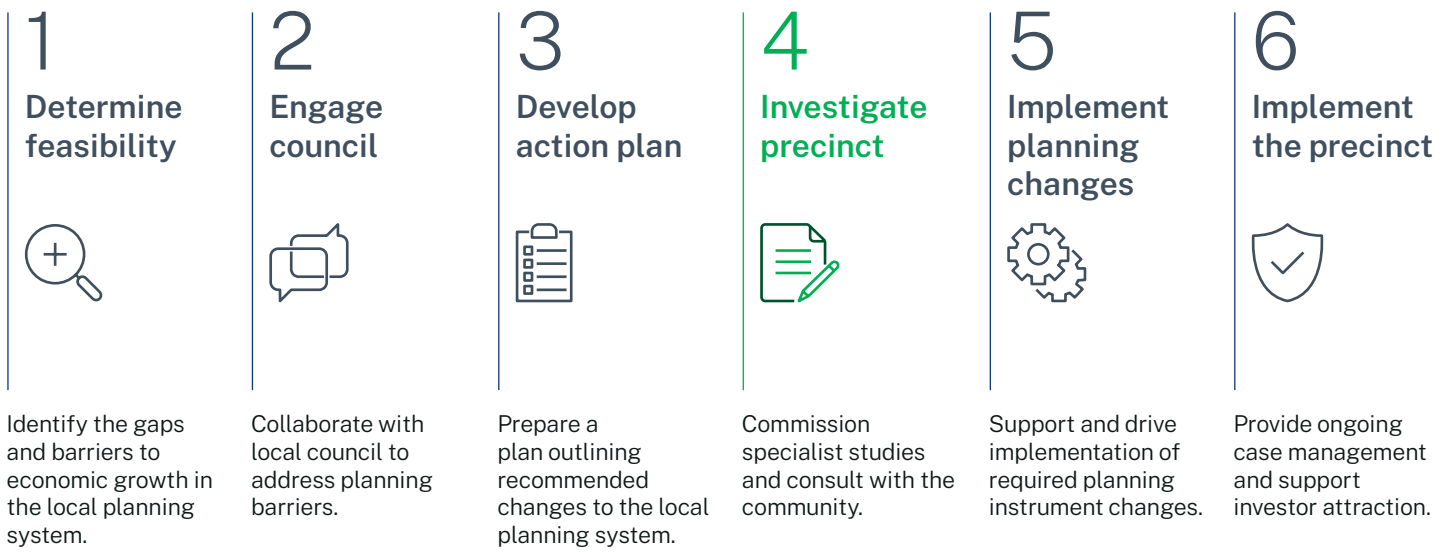 1
Determine
feasibility
Identify the gaps
and barriers to
economic growth in
the local planning
system.
2
Engage
council
Collaborate with
local council to
address planning
barriers.
3
Develop
action plan
Prepare a
plan outlining
recommended
changes to the local
planning system.
4
Investigate
precinct
Commission
specialist studies
and consult with the
community.
5
Implement
planning
changes
Support and drive
implementation of
required planning
instrument changes.
6
Implement
the precinct
Provide ongoing
case management
and support
investor attraction.